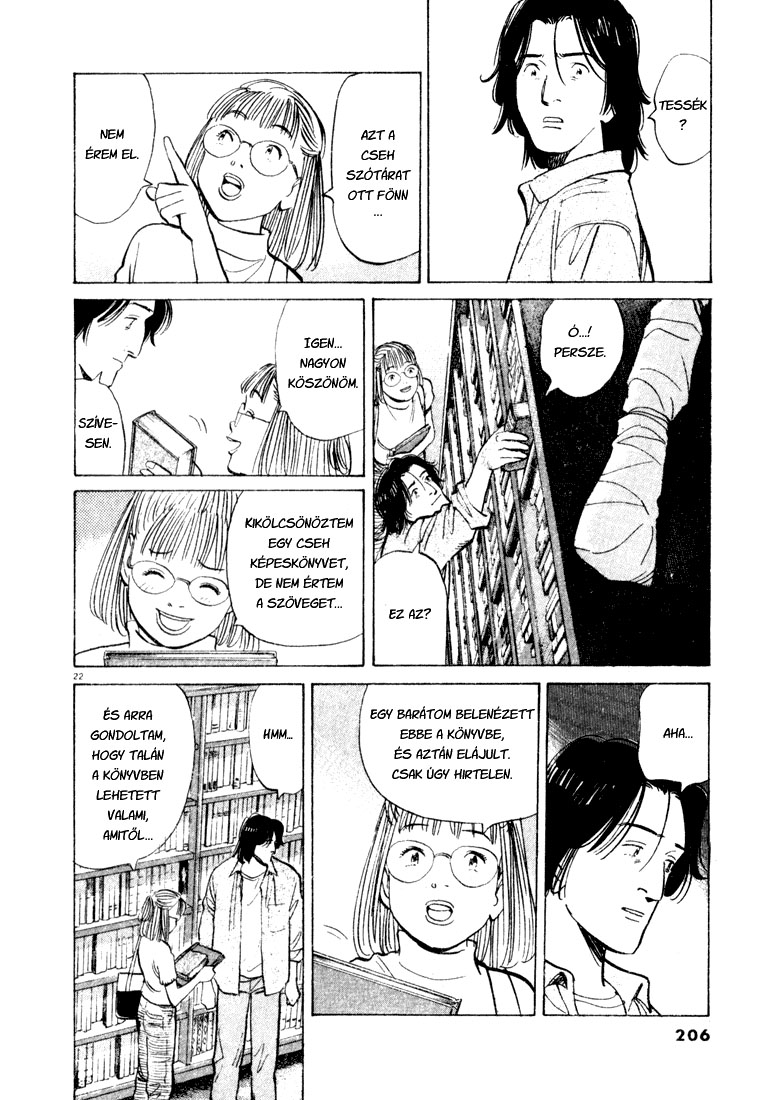 TESSÉK
?
AZT A
CSEH
SZÓTÁRAT
OTT FÖNN
...
NEM
ÉREM EL.
Ó...!
PERSZE.
EZ AZ?
IGEN...
NAGYON
KÖSZÖNÖM.
SZÍVE-
SEN.
KIKÖLCSÖNÖZTEM
EGY CSEH
KÉPESKÖNYVET,
DE NEM ÉRTEM
A SZÖVEGET...
22
AHA...
EGY BARÁTOM BELENÉZETT
EBBE A KÖNYVBE,
ÉS AZTÁN ELÁJULT.
CSAK ÚGY HIRTELEN.
HMM...
ÉS ARRA
GONDOLTAM,
HOGY TALÁN
A KÖNYVBEN
LEHETETT
VALAMI,
AMITŐL...
206